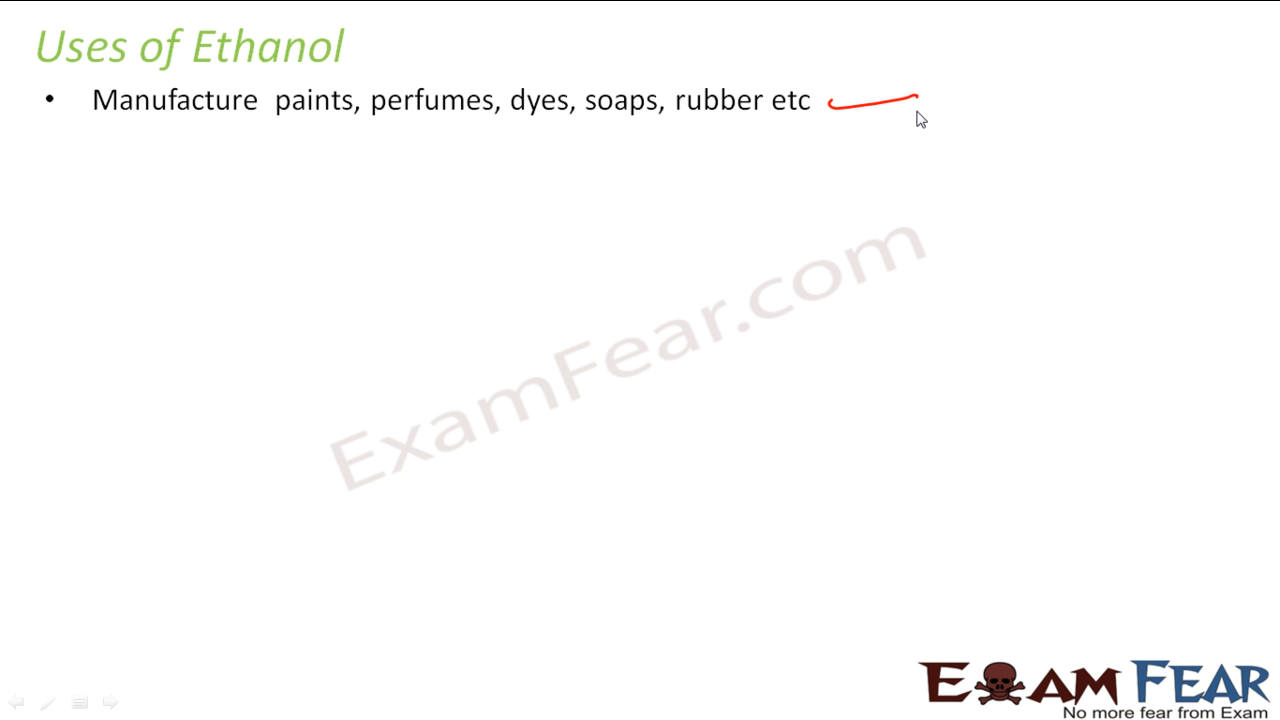 Uses of Ethanol
• Manufacture paints, perfumes, dyes, soaps, rubber etc
ExamFear.com
EXAM FEAR
No more fear from Exam